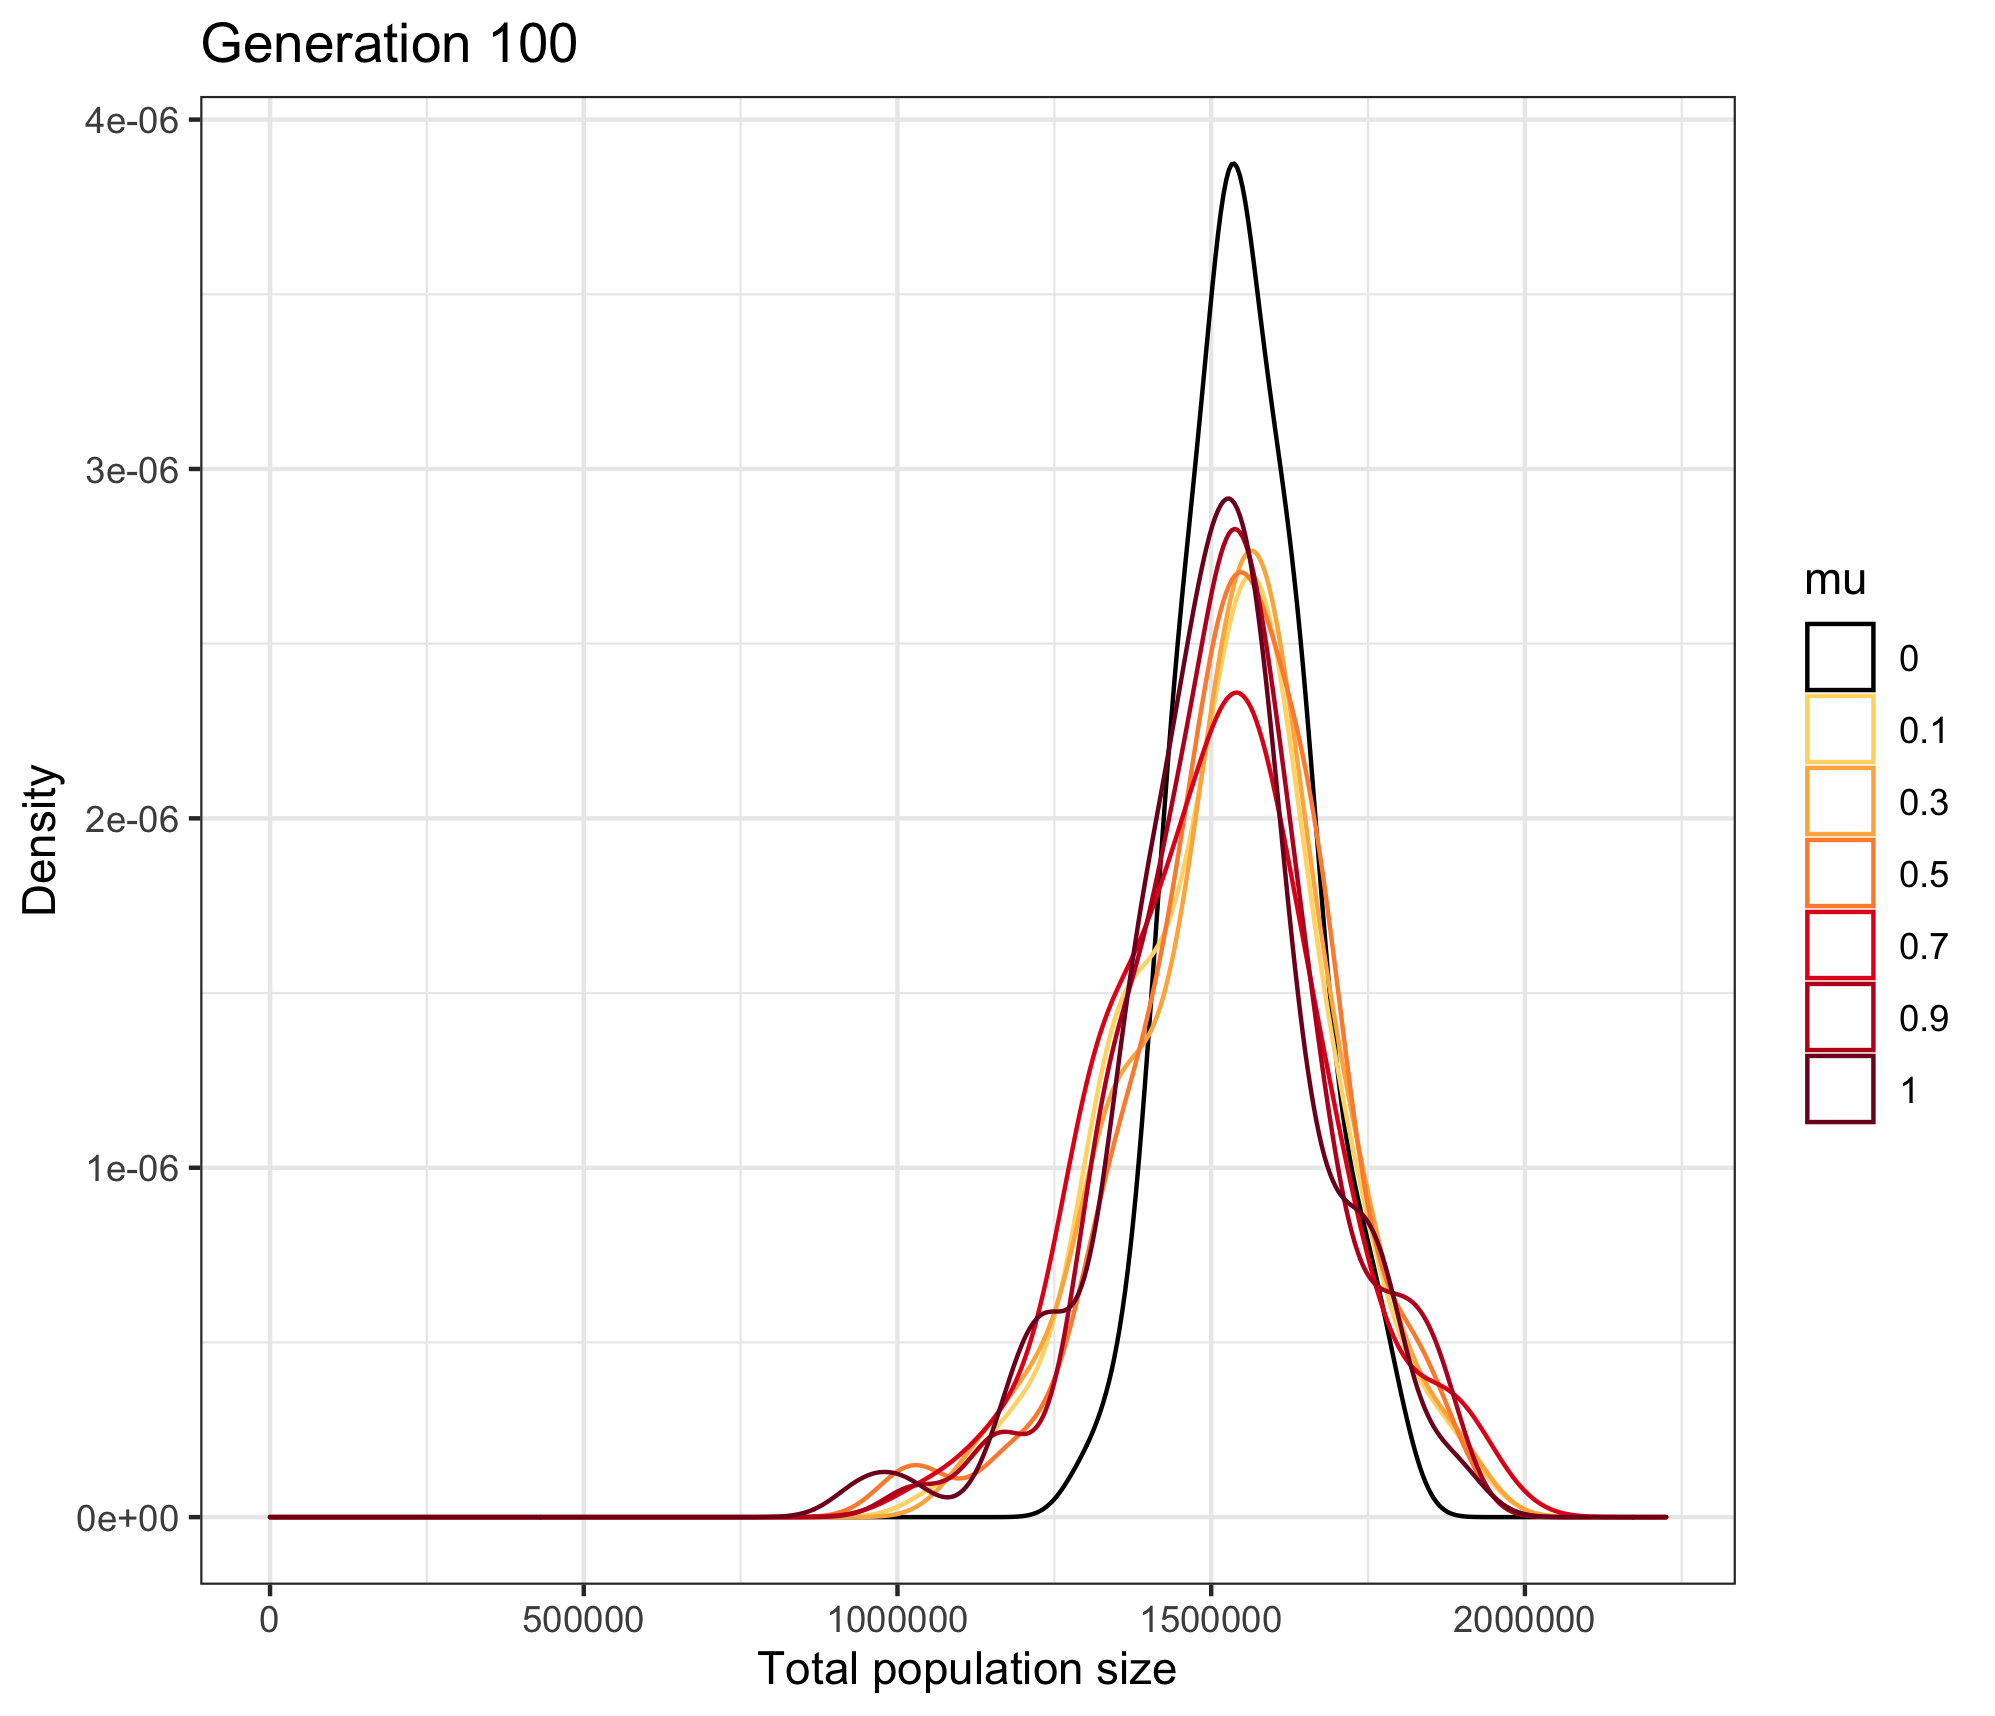 Generation 100
4e-06
3e-06
2e-06
1e-06
0e+00
Density
0
500000
1000000
1500000
2000000
Total population size
mu
0
0.1
0.3
0.5
0.7
0.9
1